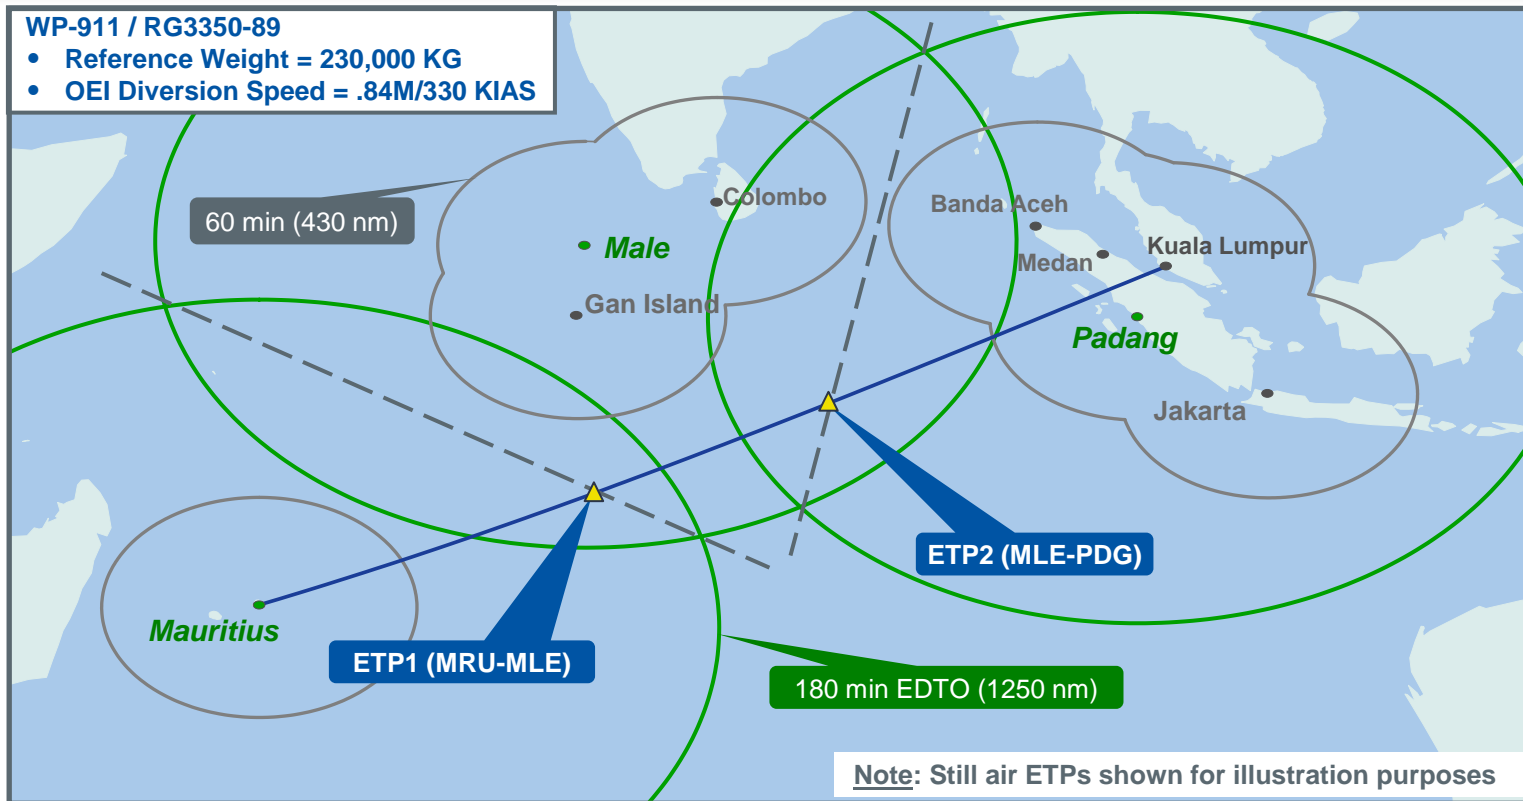 WP-911 / RG3350-89
• Reference Weight = 230,000 KG
• OEI Diversion Speed = .84M/330 KIAS
60 min (430 nm)
Colombo
Male
Gan Island
Banda Aceh
Medan
Kuala Lumpur
Padang
Jakarta
Mauritius
ETP1 (MRU-MLE)
ETP2 (MLE-PDG)
180 min EDTO (1250 nm)
Note: Still air ETPs shown for illustration purposes